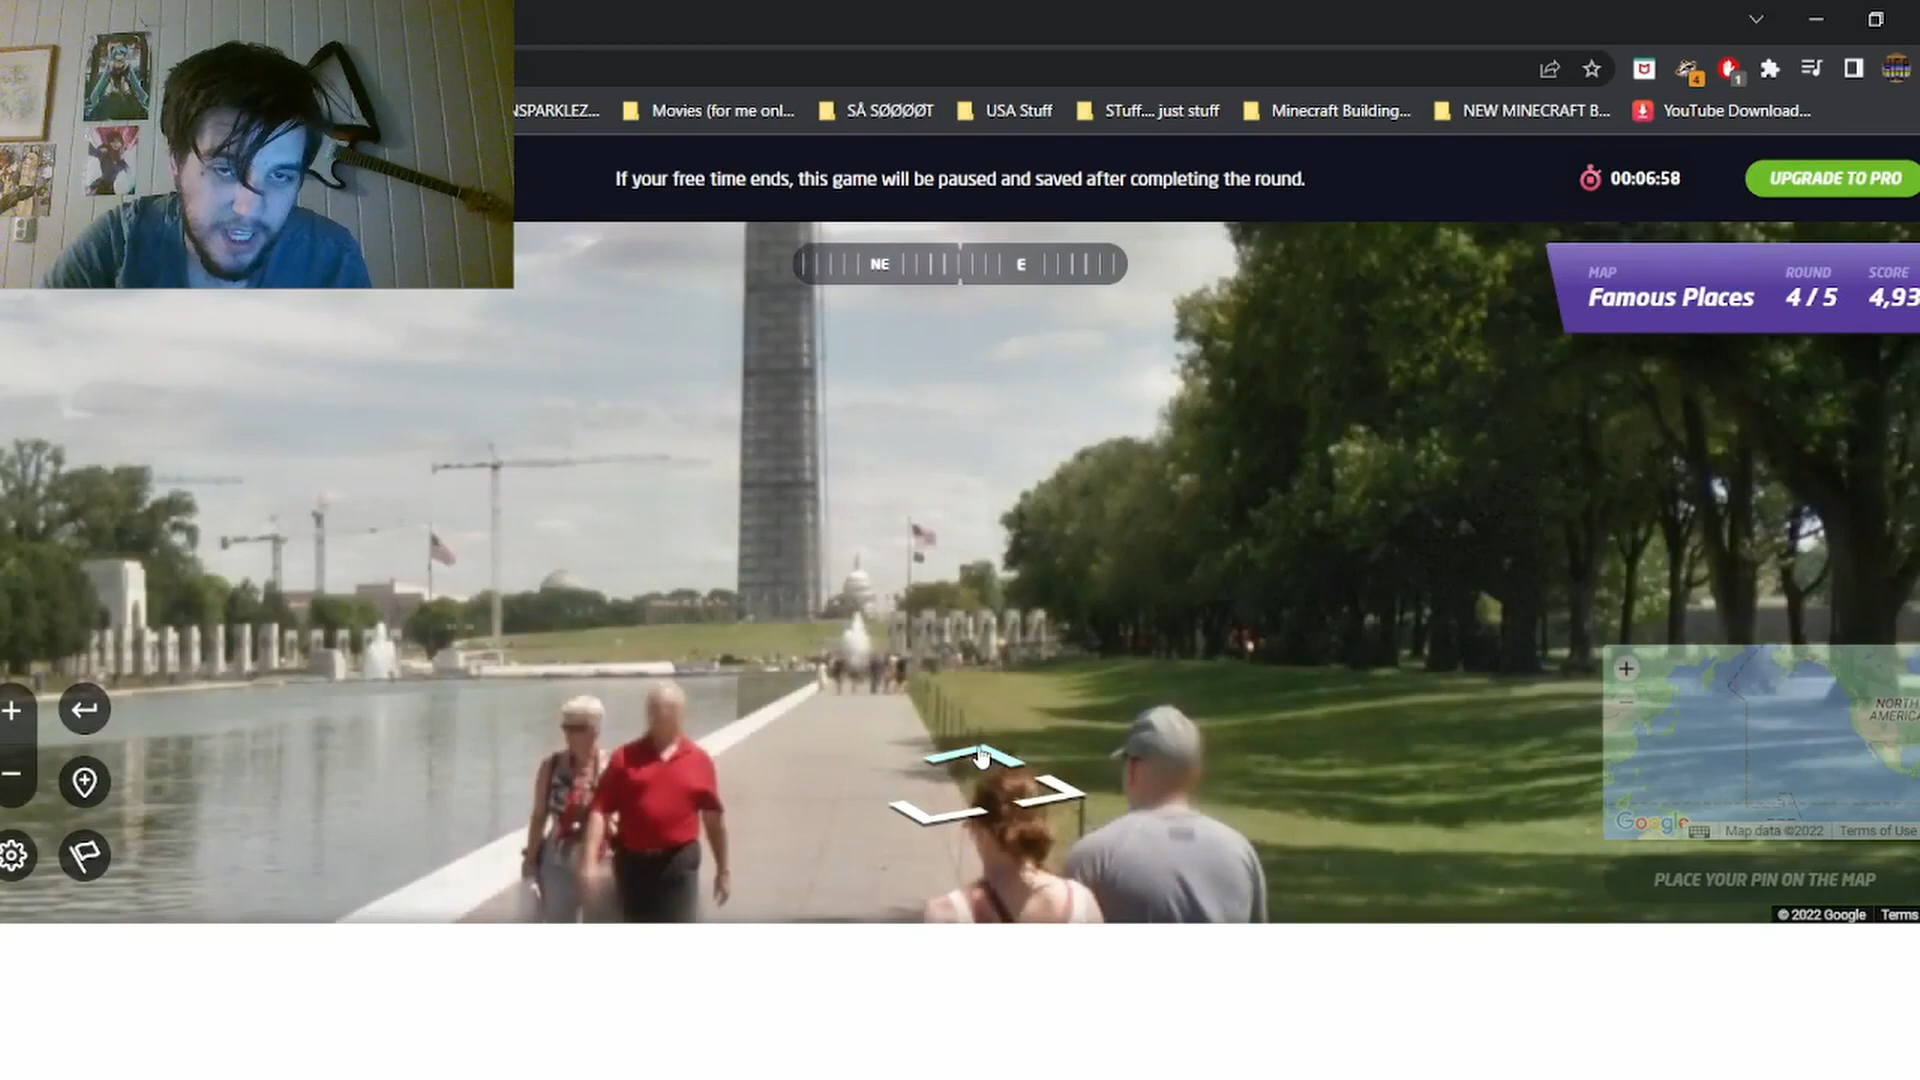 NSPARKLEZ... Movies (for me onl... SÅ SØØØØT USA Stuff STuff.... just stuff Minecraft Building... NEW MINECRAFT B... YouTube Download...
4 1
If your free time ends, this game will be paused and saved after completing the round. 00:06:58 UPGRADE TO PRO
NE E
MAP ROUND SCORE
Famous Places 4 / 5 4,93
NORTH
AMERICA
Google Map data ©2022 Terms of Use
PLACE YOUR PIN ON THE MAP
© 2022 Google Terms